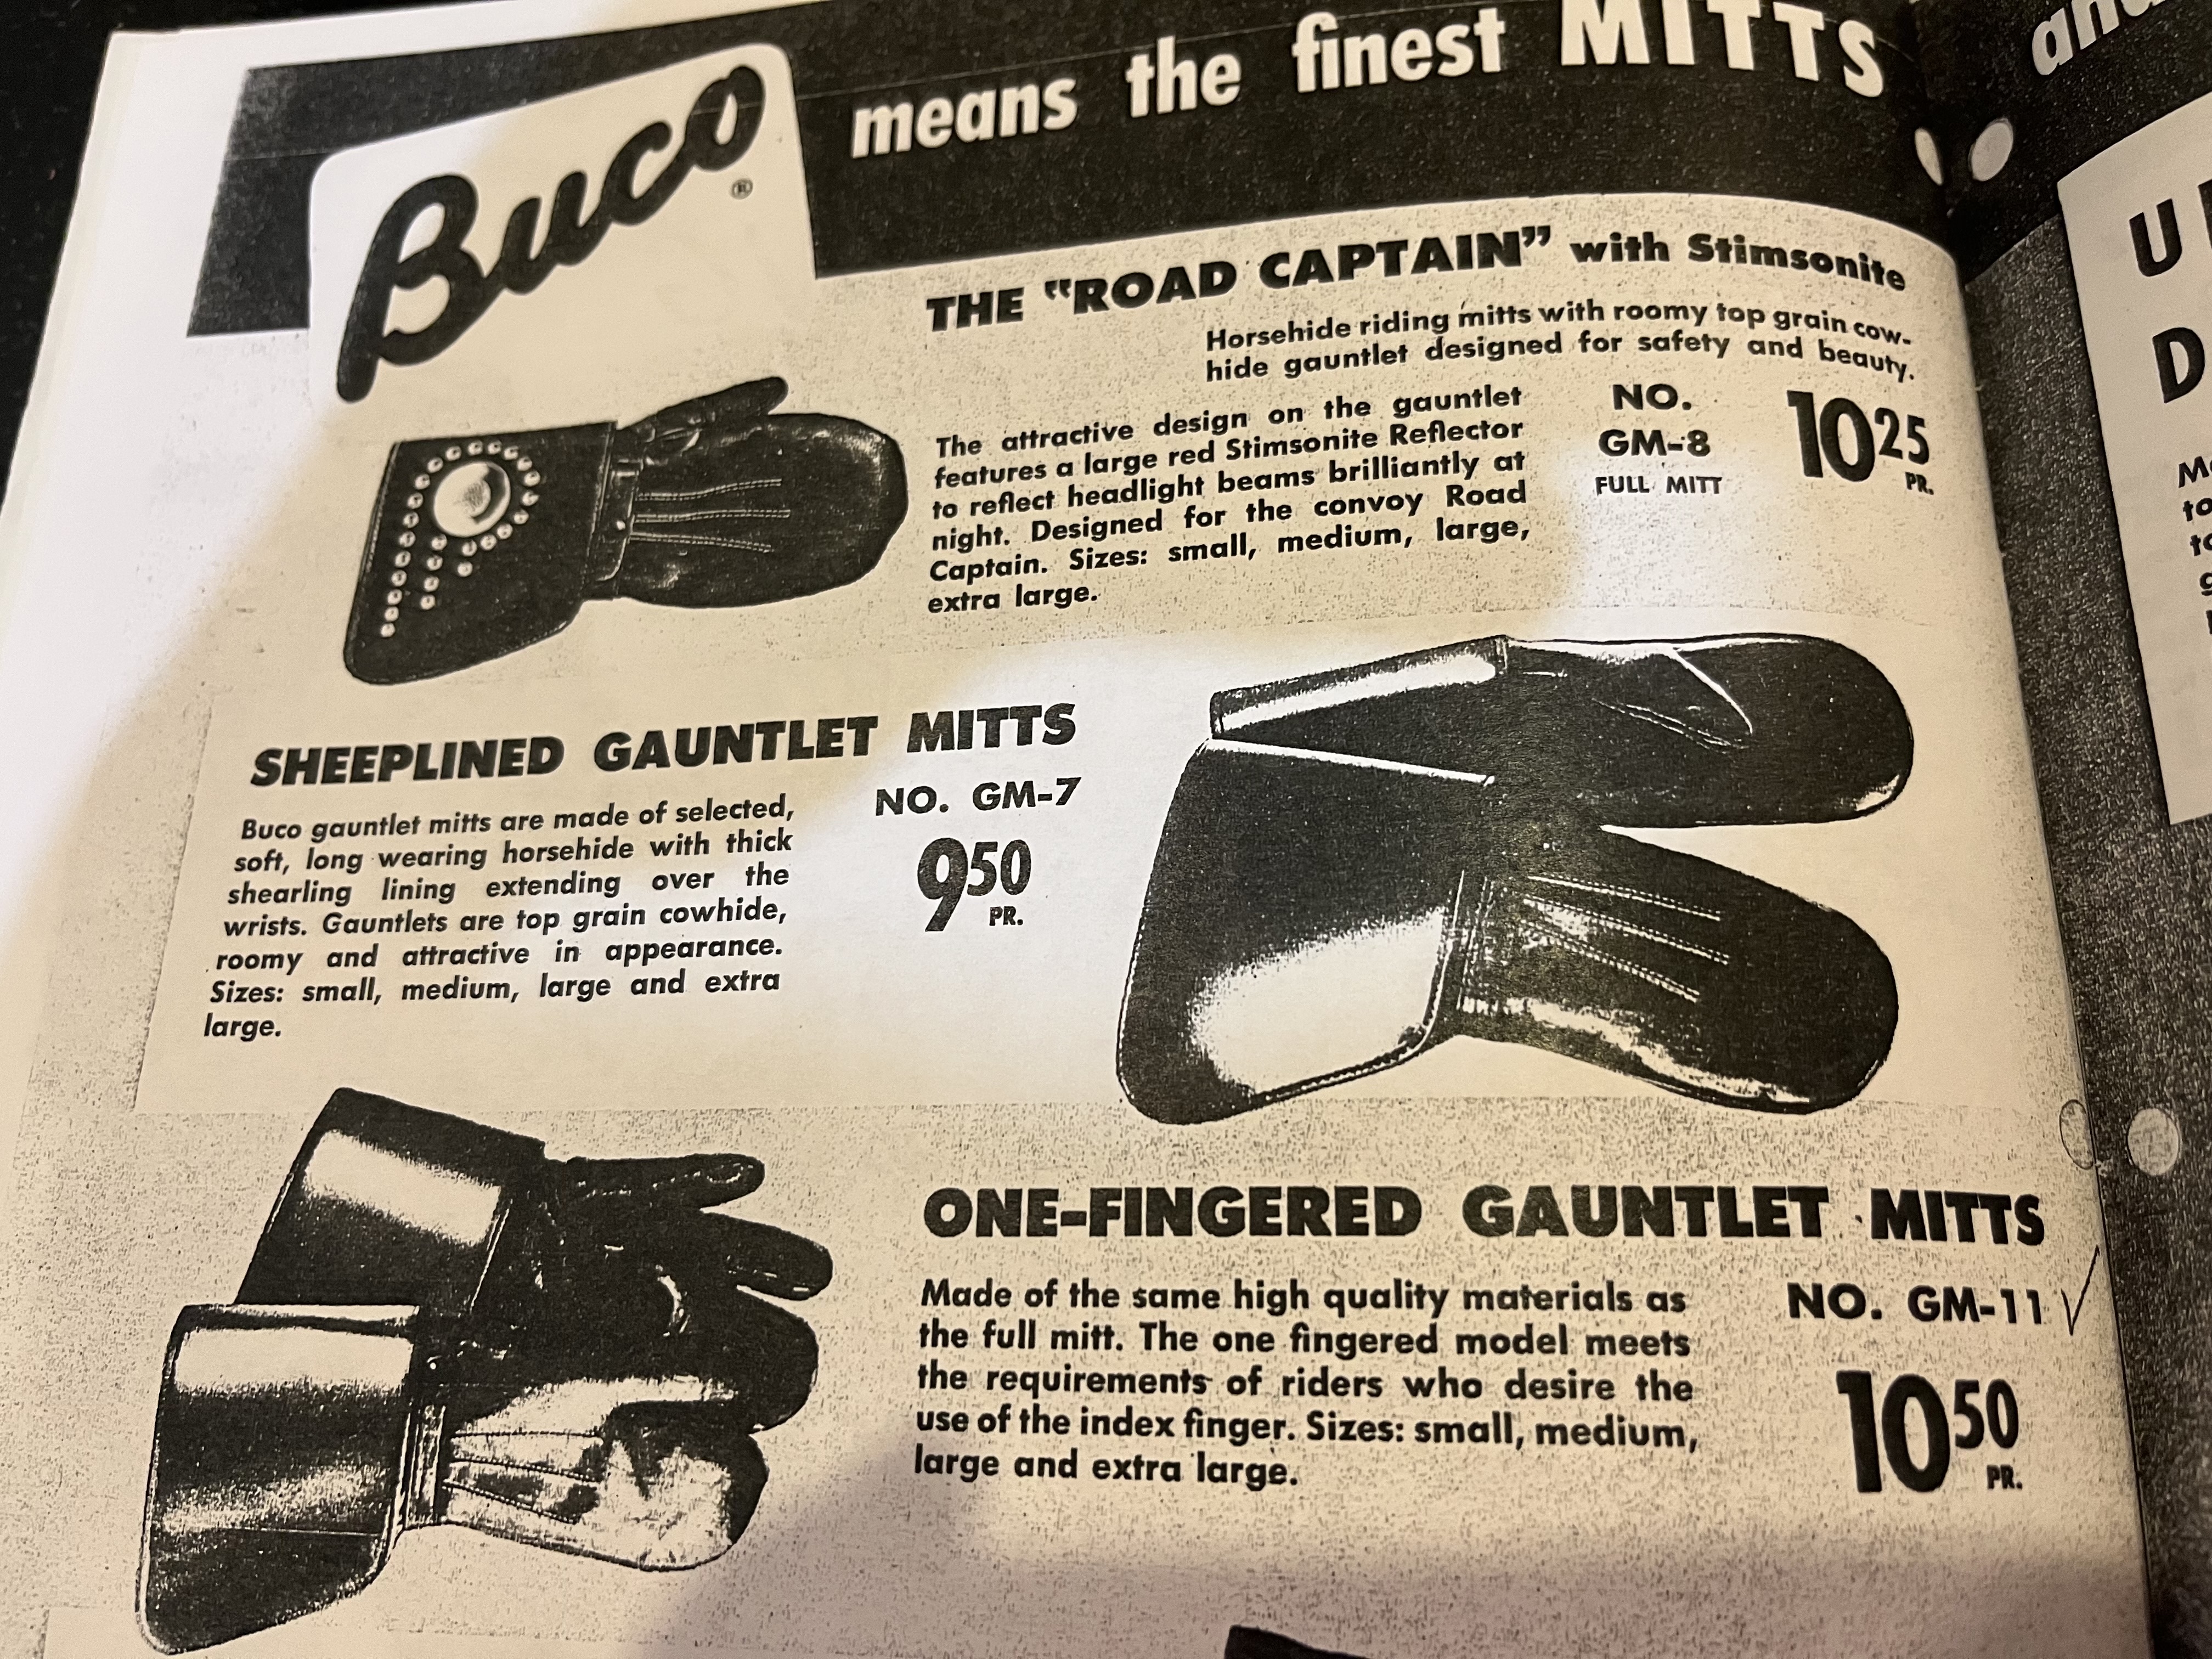 Buco®
means the finest MITTS
THE "ROAD CAPTAIN" with Stimsonite
Horsehide riding mitts with roomy top grain cow-
hide gauntlet designed for safety and beauty.
The attractive design on the gauntlet
features a large red Stimsonite Reflector
to reflect headlight beams brilliantly at
night. Designed for the convoy Road
Captain. Sizes: small, medium, large,
extra large.
NO.
GM-8
FULL MITT
10 25
PR.
SHEEPLINED GAUNTLET MITTS
Buco gauntlet mitts are made of selected,
soft, long wearing horsehide with thick
shearling lining extending over the
wrists. Gauntlets are top grain cowhide,
roomy and attractive in appearance.
Sizes: small, medium, large and extra
large.
NO. GM-7
9 50
PR.
ONE-FINGERED GAUNTLET MITTS
Made of the same high quality materials as
the full mitt. The one fingered model meets
the requirements of riders who desire the
use of the index finger. Sizes: small, medium,
large and extra large.
NO. GM-11 ✓
10 50
PR.